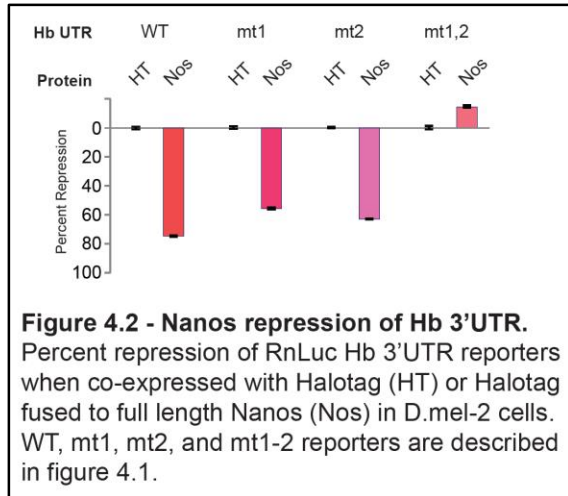 Hb UTR WT mt1 mt2 mt1,2
Protein HT Nos HT Nos HT Nos HT Nos
Percent Repression
0
20
40
60
80
100
Figure 4.2 - Nanos repression of Hb 3'UTR.
Percent repression of RnLuc Hb 3'UTR reporters
when co-expressed with Halotag (HT) or Halotag
fused to full length Nanos (Nos) in D.mel-2 cells.
WT, mt1, mt2, and mt1-2 reporters are described
in figure 4.1.